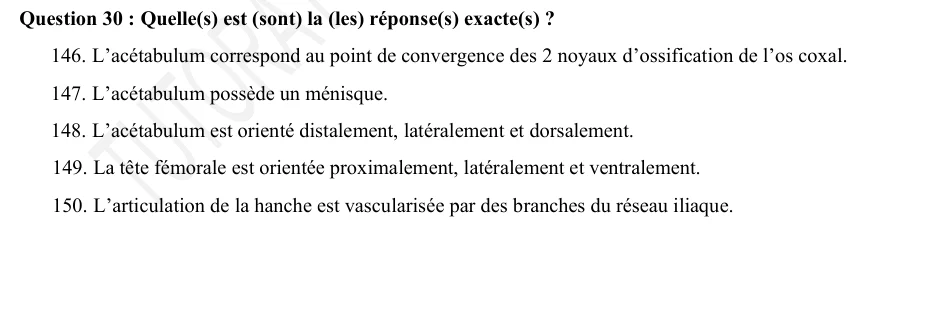 Question 30 : Quelle(s) est (sont) la (les) réponse(s) exacte(s) ?
146. L’acétabulum correspond au point de convergence des 2 noyaux d’ossification de l’os coxal.
147. L’acétabulum possède un ménisque.
148. L’acétabulum est orienté distalement, latéralement et dorsalement.
149. La tête fémorale est orientée proximalement, latéralement et ventralement.
150. L’articulation de la hanche est vascularisée par des branches du réseau iliaque.